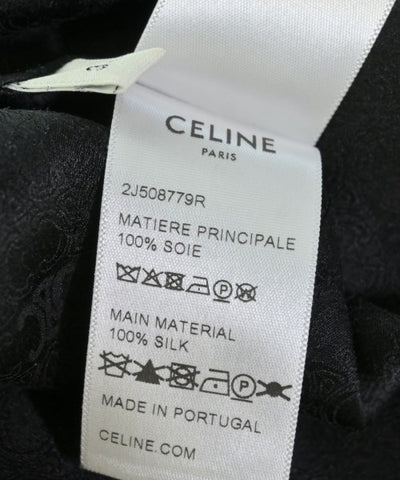 CELINE
PARIS
2J508779R
MATIERE PRINCIPALE
100% SOIE
P
MAIN MATERIAL
100% SILK
P
MADE IN PORTUGAL
CELINE.COM